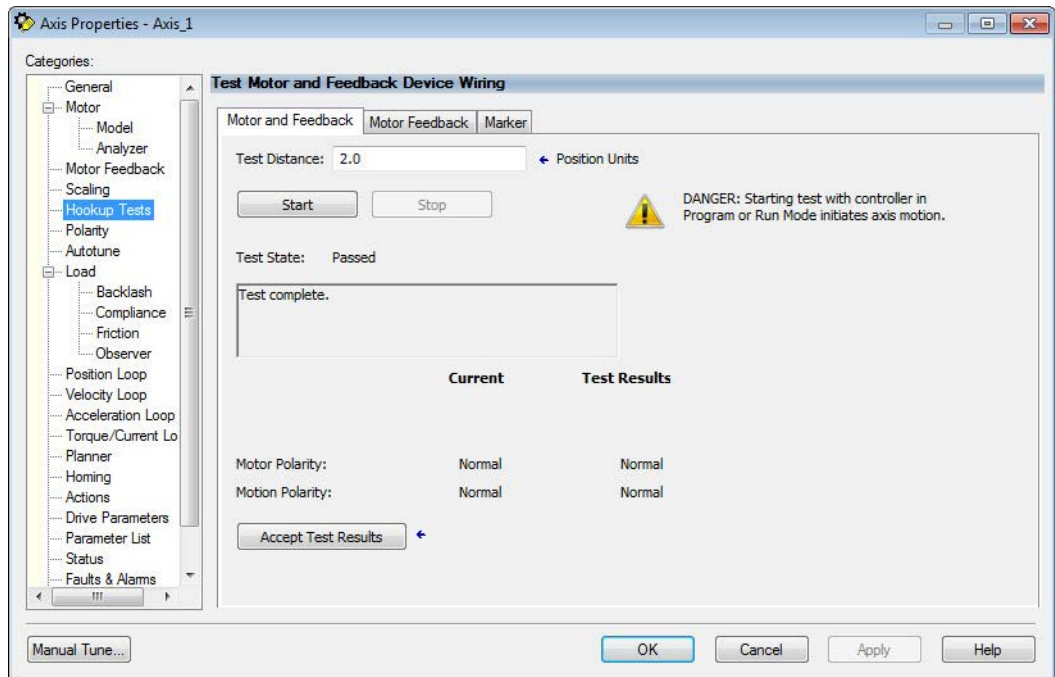 Axis Properties - Axis_1
Categories:
General
Motor
Model
Analyzer
Motor Feedback
Scaling
Hookup Tests
Polarity
Autotune
Load
Backlash
Compliance
Friction
Observer
Position Loop
Velocity Loop
Acceleration Loop
Torque/Current Lo
Planner
Homing
Actions
Drive Parameters
Parameter List
Status
Faults & Alarms
Test Motor and Feedback Device Wiring
Motor and Feedback Motor Feedback Marker
Test Distance: 2.0 Position Units
Start Stop
DANGER: Starting test with controller in
Program or Run Mode initiates axis motion.
Test State: Passed
Test complete.
Current Test Results
Motor Polarity: Normal Normal
Motion Polarity: Normal Normal
Accept Test Results
Manual Tune... OK Cancel Apply Help